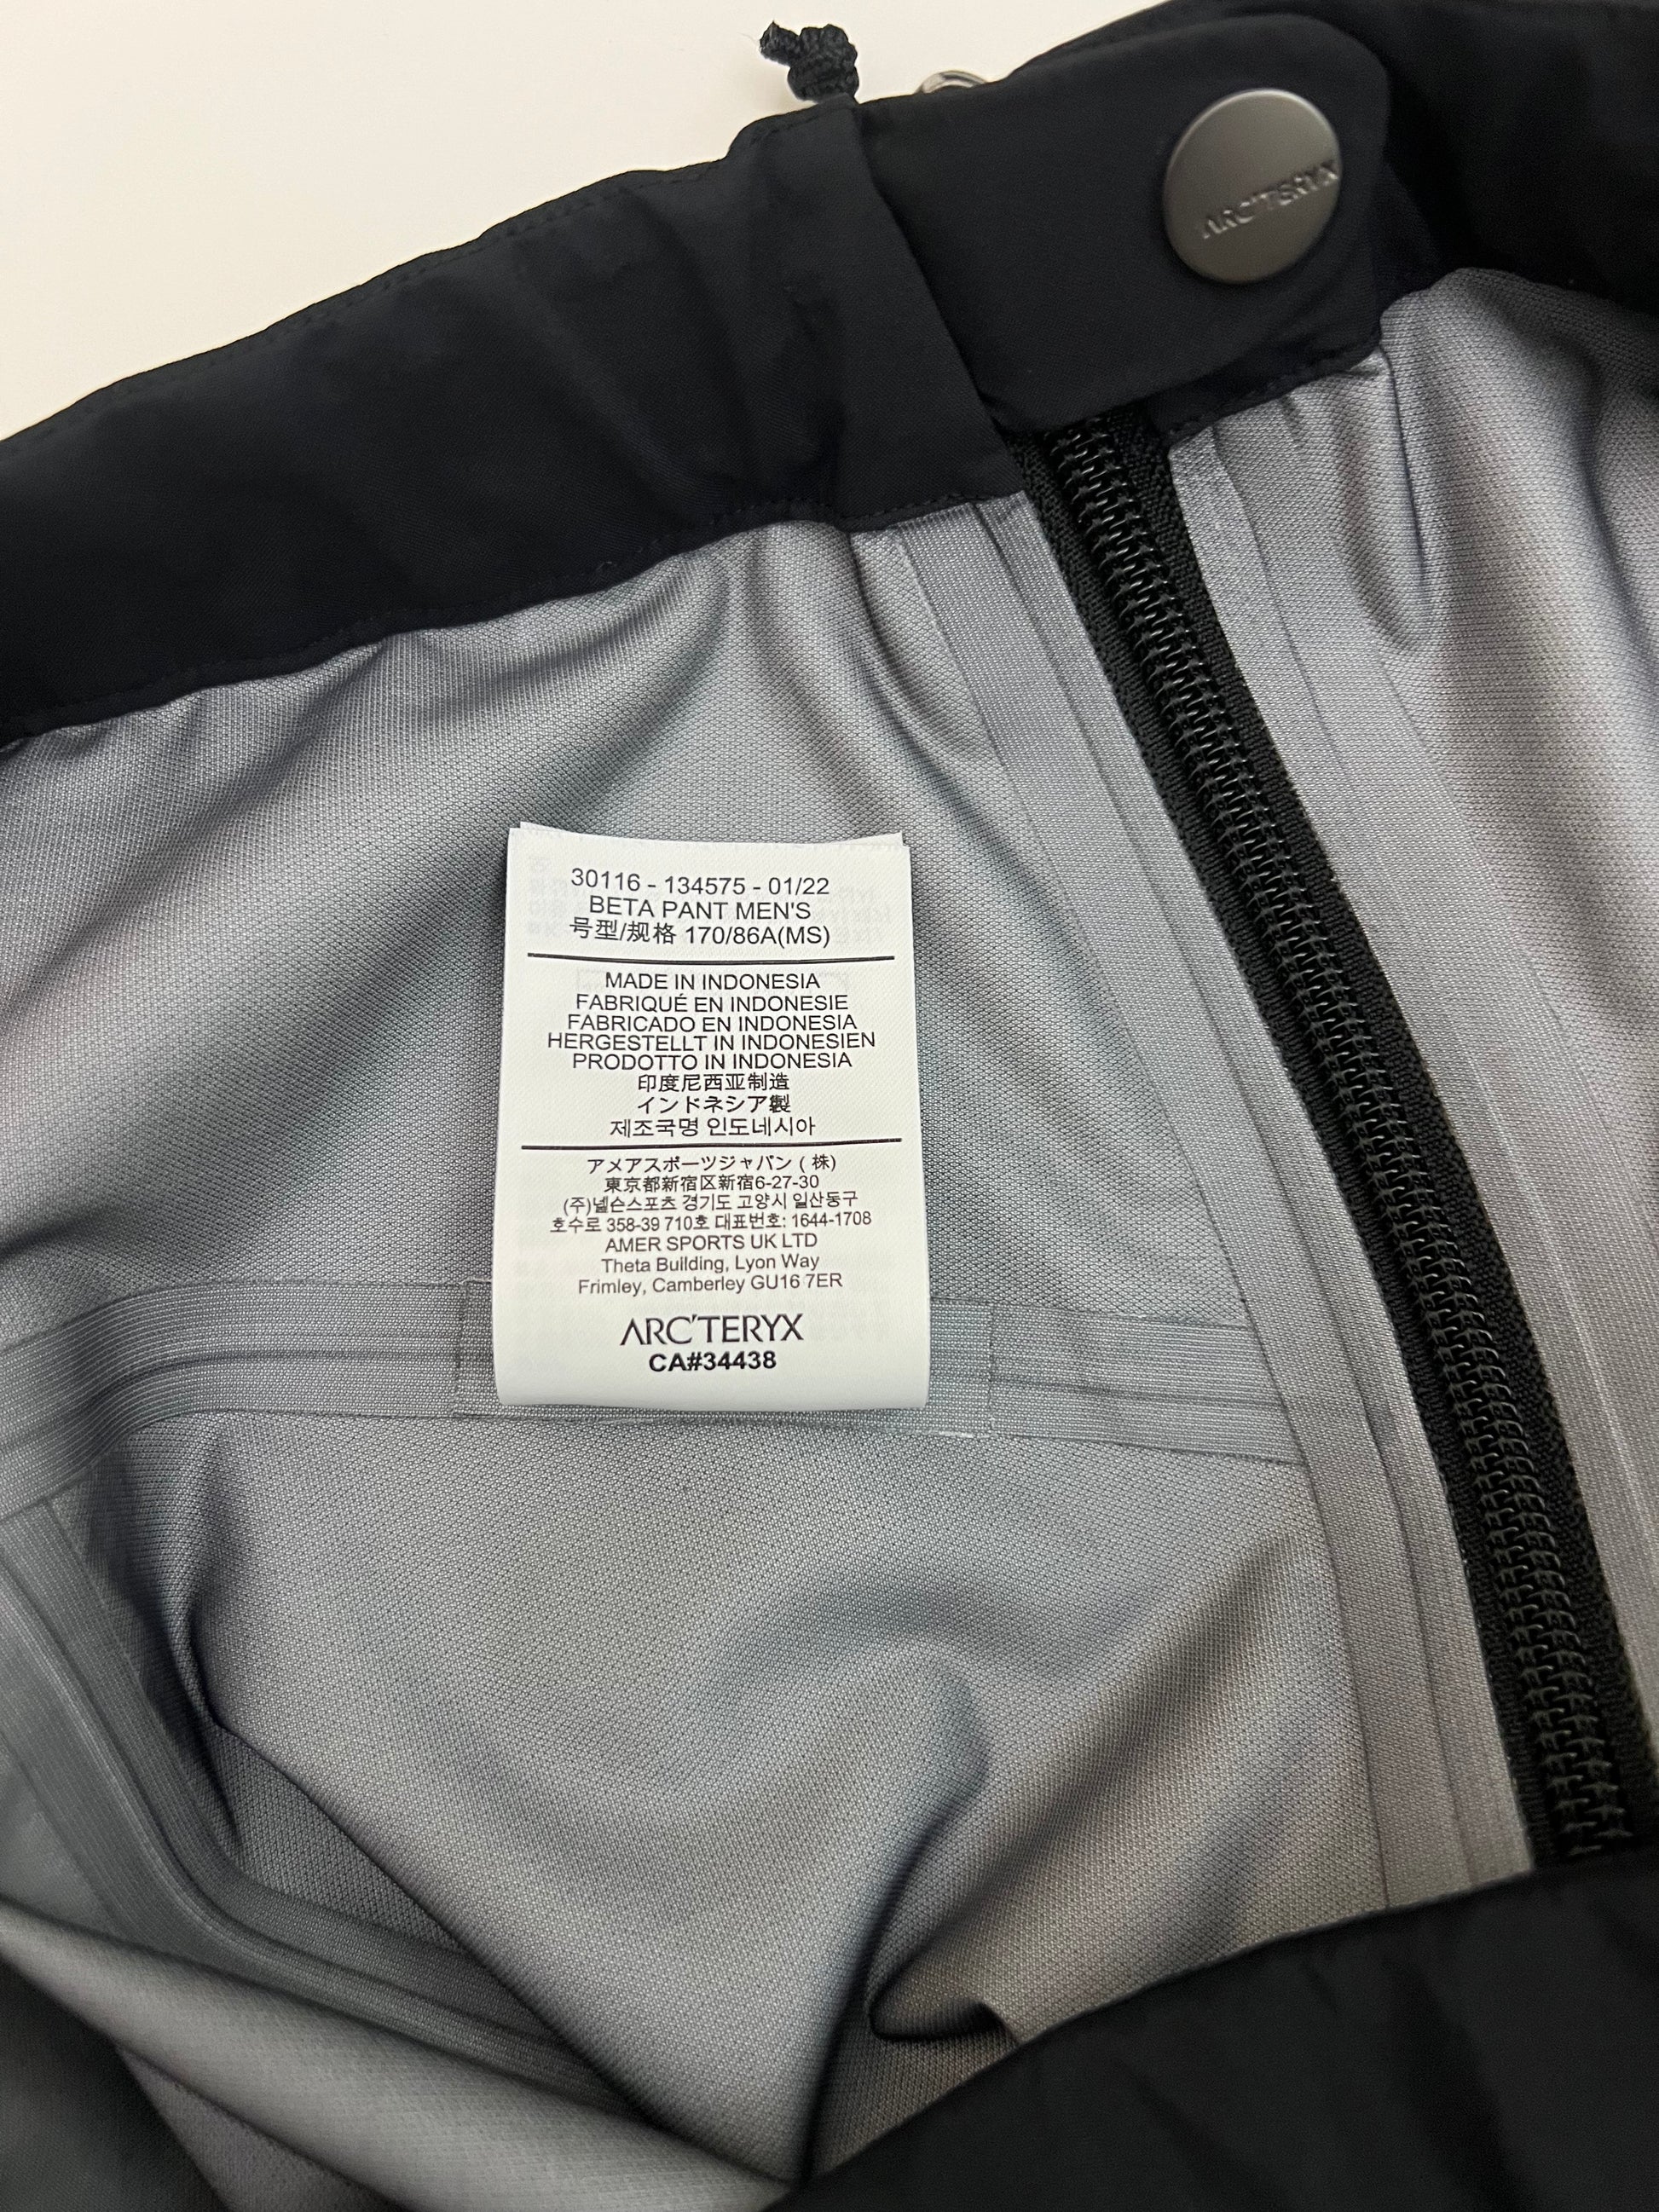 ARC'TERYX
30116 - 134575 - 01/22
BETA PANT MEN'S
号型/规格 170/86A(MS)
MADE IN INDONESIA
FABRIQUÉ EN INDONESIE
FABRICADO EN INDONESIA
HERGESTELLT IN INDONESIEN
PRODOTTO IN INDONESIA
印度尼西亚制造
インドネシア製
제조국명 인도네시아
アメアスポーツジャパン ( 株)
東京都新宿区新宿6-27-30
(주)넬슨스포츠 경기도 고양시 일산동구
호수로 358-39 710호 대표번호: 1644-1708
AMER SPORTS UK LTD
Theta Building, Lyon Way
Frimley, Camberley GU16 7ER
ARC'TERYX
CA#34438